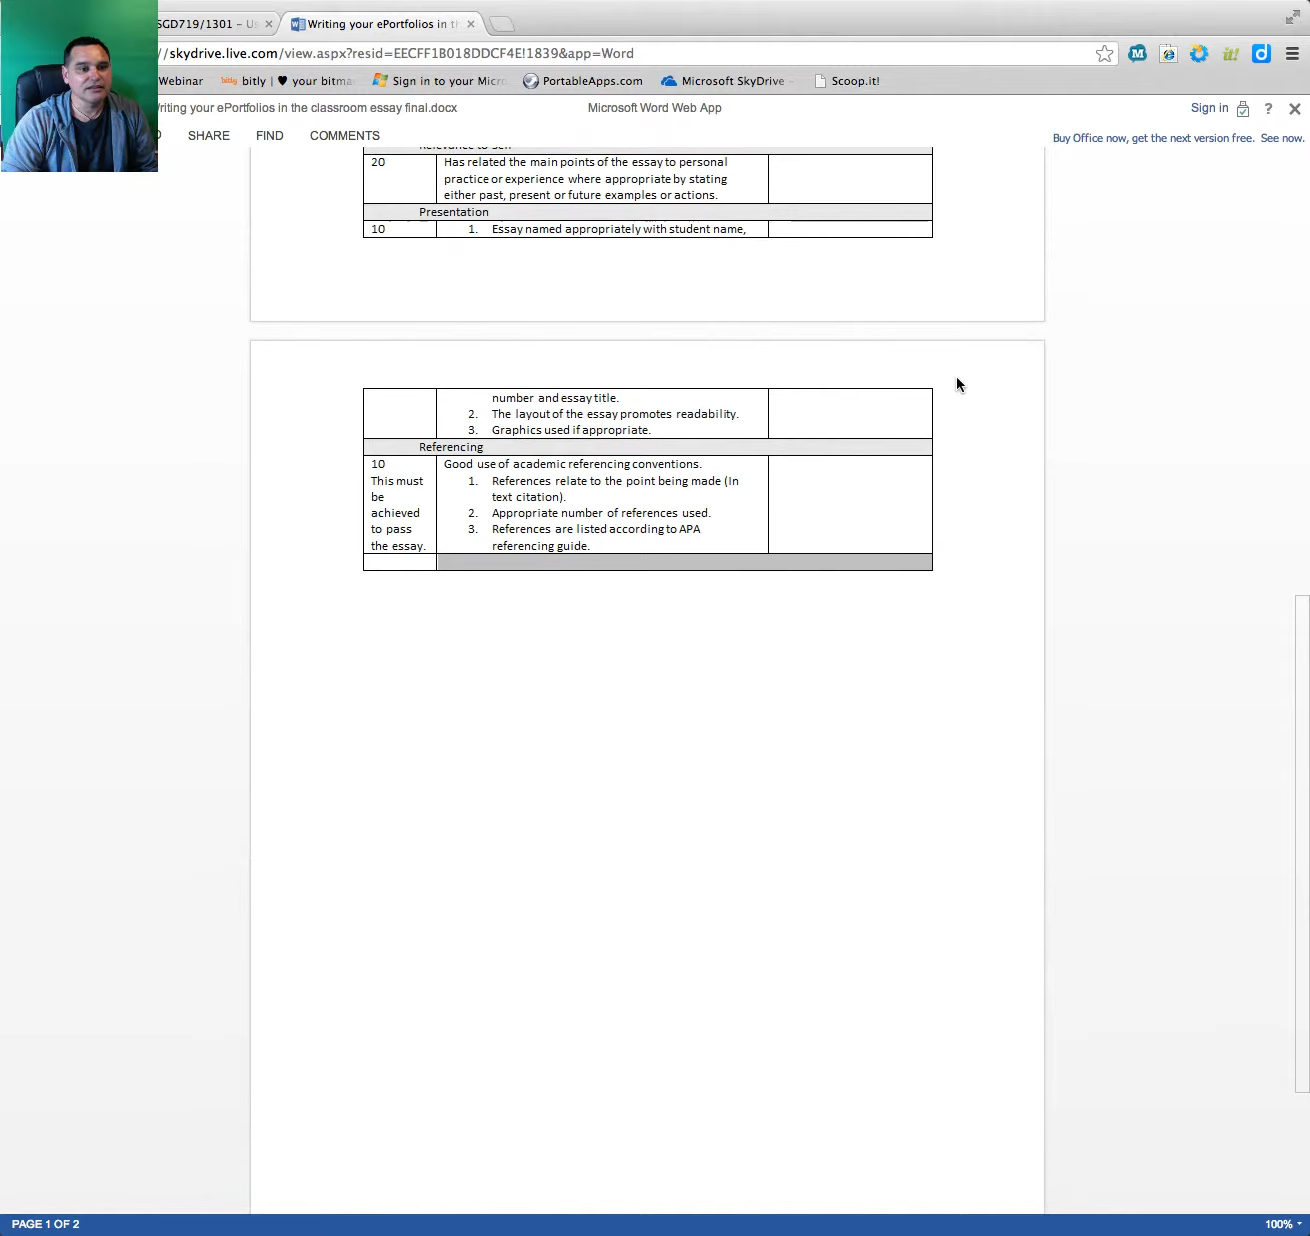 SGD719/1301 – Us
Writing your ePortfolios in th
//skydrive.live.com/view.aspx?resid=EECFF1B018DDCF4E!1839&app=Word
Webinar
bitly bitly | ♥ your bitma
Sign in to your Micro
PortableApps.com
Microsoft SkyDrive –
Scoop.it!
riting your ePortfolios in the classroom essay final.docx
Microsoft Word Web App
Sign in
SHARE FIND COMMENTS
Buy Office now, get the next version free. See now.
Relevance to Self
20
Has related the main points of the essay to personal
practice or experience where appropriate by stating
either past, present or future examples or actions.
Presentation
10
1. Essay named appropriately with student name,
number and essay title.
2. The layout of the essay promotes readability.
3. Graphics used if appropriate.
Referencing
10
This must
be
achieved
to pass
the essay.
Good use of academic referencing conventions.
1. References relate to the point being made (In
text citation).
2. Appropriate number of references used.
3. References are listed according to APA
referencing guide.
PAGE 1 OF 2
100%